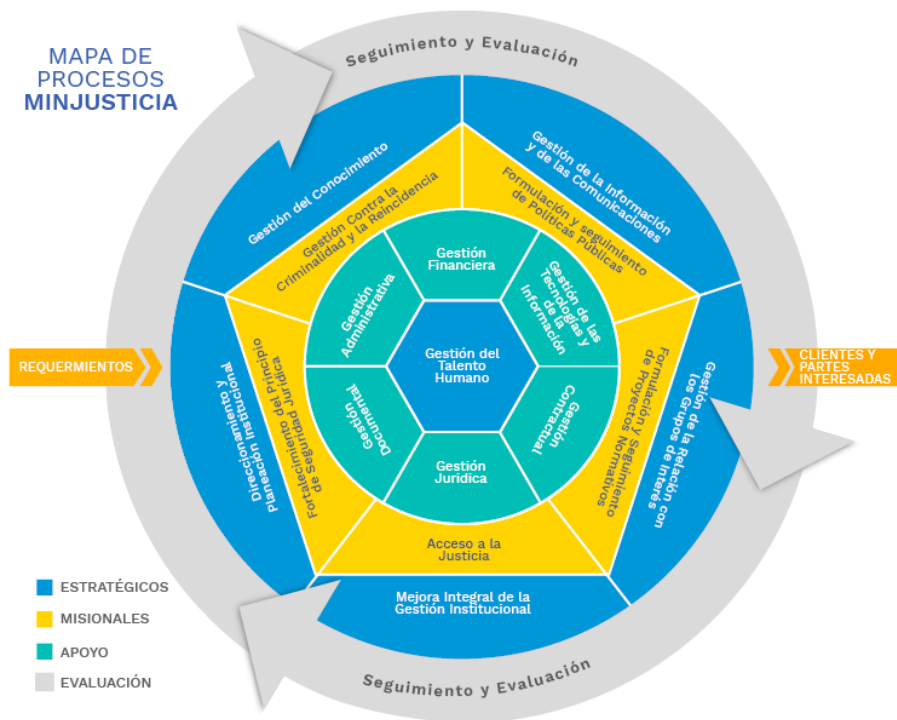 MAPA DE
PROCESOS
MINJUSTICIA
Seguimiento y Evaluación
Gestión del Conocimiento
Gestión de la Información
y de las Comunicaciones
Gestión Contra la
Criminalidad y la Reincidencia
Formulación y seguimiento
de Políticas Públicas
Gestión
Financiera
Gestión
Administrativa
Gestión de las
Tecnologías y
de la
Información
REQUERMIENTOS
Gestión del
Talento
Humano
CLIENTES Y
PARTES
INTERESADAS
Direccionamiento y
Planeación Institucional
Fortalecimiento del Principio
de Seguridad Jurídica
Gestión
Documental
Gestión
Contractual
Formulación y Seguimiento
de Proyectos Normativos
Gestión de la Relación con
los Grupos de Interés
Gestión
Juridica
Acceso a la
Justicia
Mejora Integral de la
Gestión Institucional
ESTRATÉGICOS
MISIONALES
APOYO
EVALUACIÓN
Seguimiento y Evaluación